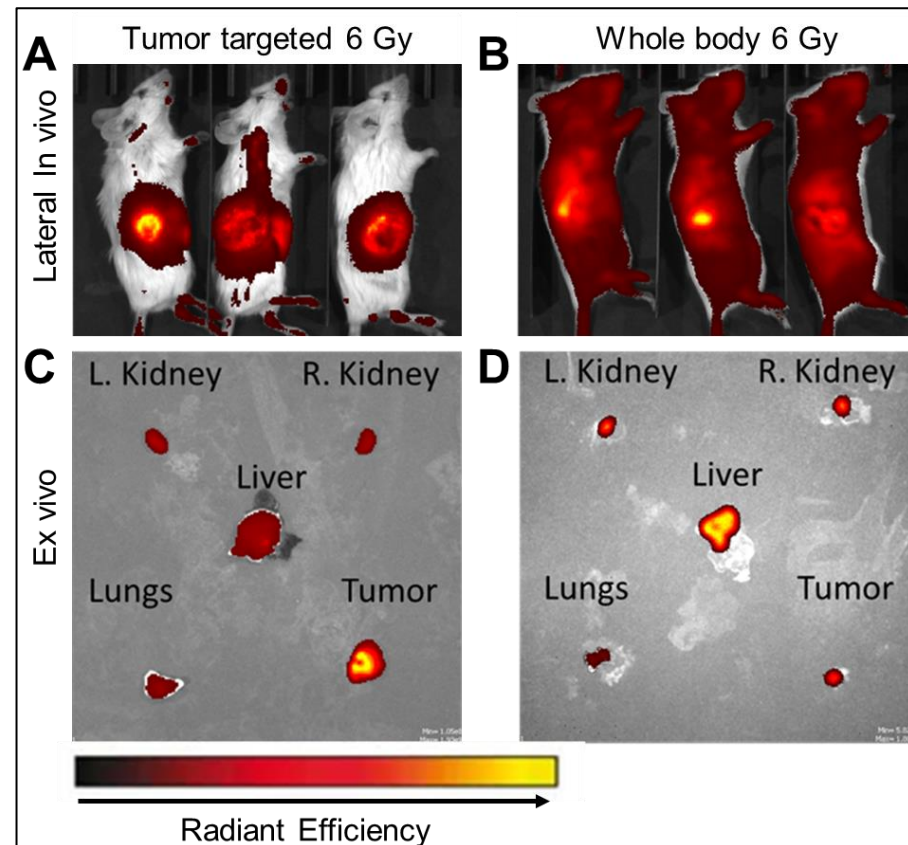 A
Tumor targeted 6 Gy
B
Whole body 6 Gy
Lateral In vivo
C
L. Kidney
R. Kidney
Liver
Lungs
Tumor
D
L. Kidney
R. Kidney
Liver
Lungs
Tumor
Ex vivo
Radiant Efficiency